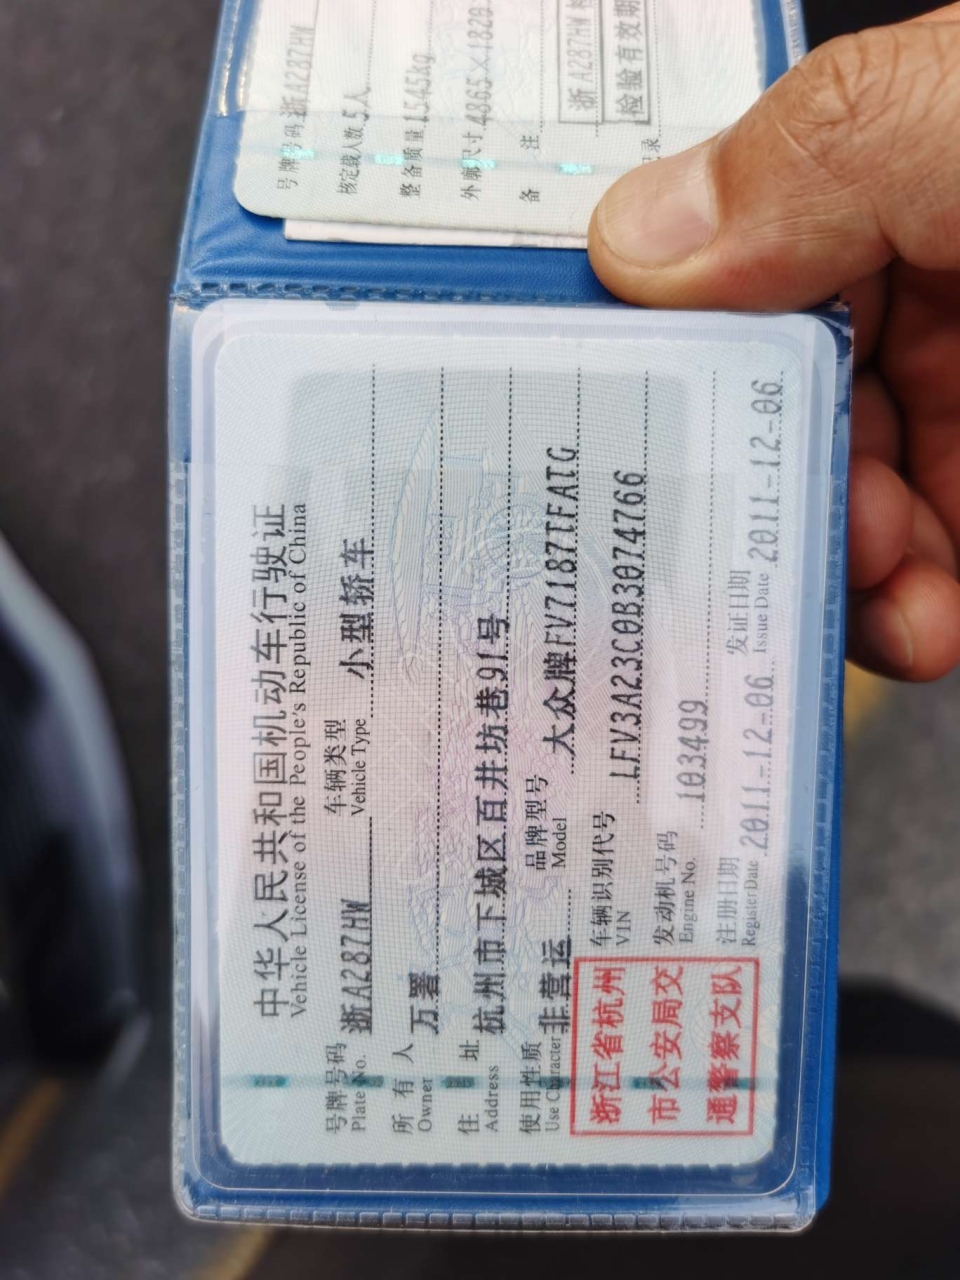 中华人民共和国机动车行驶证
Vehicle License of the People's Republic of China
号牌号码 浙A287HW 车辆类型 小型轿车
Plate No. Vehicle Type
所有人 万署
Owner
住址 杭州市下城区百井坊巷91号
Address
使用性质 非营运 品牌型号 大众牌FV7187TFATG
Use Character Model
车辆识别代号 LFV3A23C0B3074766
VIN
发动机号码 103499
Engine No.
注册日期 2011-12-06 发证日期 2011-12-06
Register Date Issue Date
浙江省杭州
市公安局交
通警察支队
号牌号码 浙A287HW
核定载人数 5人
整备质量 1545kg
外廓尺寸 4865×1820
备注 浙A287HW
检验有效期
录